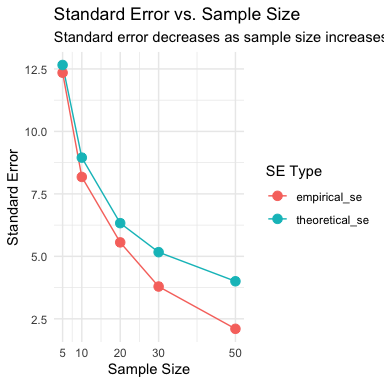 Standard Error vs. Sample Size
Standard error decreases as sample size increases
12.5
10.0
7.5
5.0
2.5
Standard Error
5 10 20 30 50
Sample Size
SE Type
empirical_se
theoretical_se